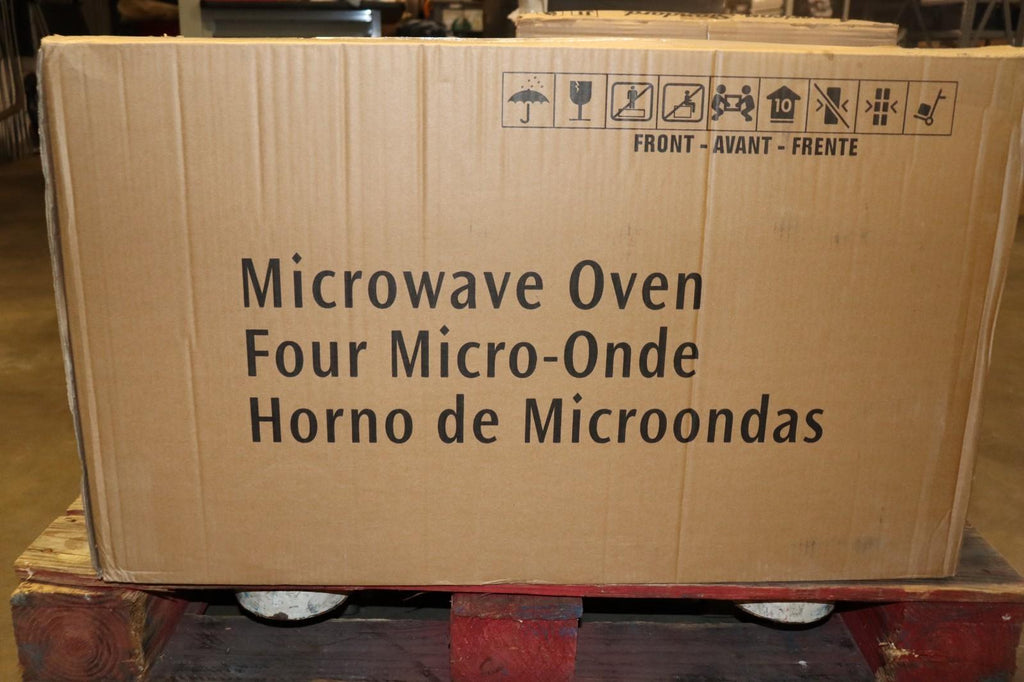 10
FRONT - AVANT - FRENTE
Microwave Oven
Four Micro-Onde
Horno de Microondas